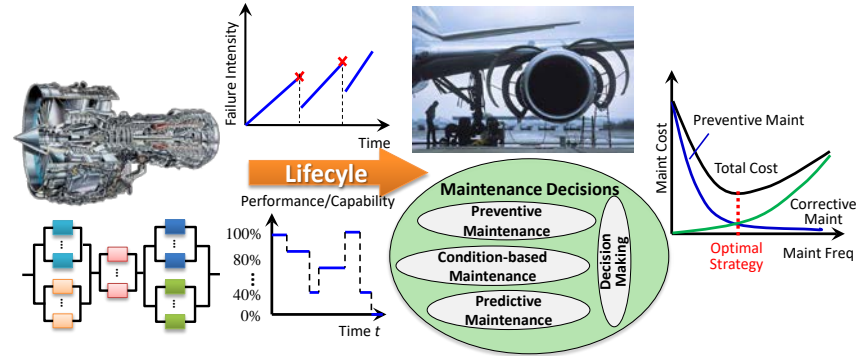 Failure Intensity
Time
Lifecyle
Performance/Capability
100%
80%
40%
0%
Time t
Maintenance Decisions
Preventive
Maintenance
Condition-based
Maintenance
Predictive
Maintenance
Decision
Making
Maint Cost
Preventive Maint
Total Cost
Corrective
Maint
Optimal
Strategy
Maint Freq